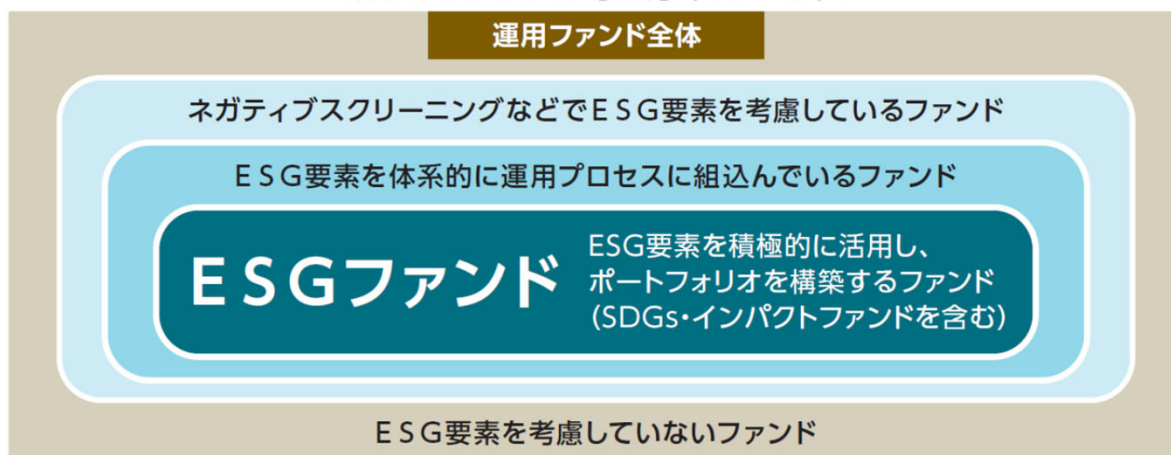 運用ファンド全体
ネガティブスクリーニングなどでＥＳＧ要素を考慮しているファンド
ＥＳＧ要素を体系的に運用プロセスに組込んでいるファンド
ＥＳＧファンド
ESG要素を積極的に活用し、
ポートフォリオを構築するファンド
(SDGs・インパクトファンドを含む)
ＥＳＧ要素を考慮していないファンド